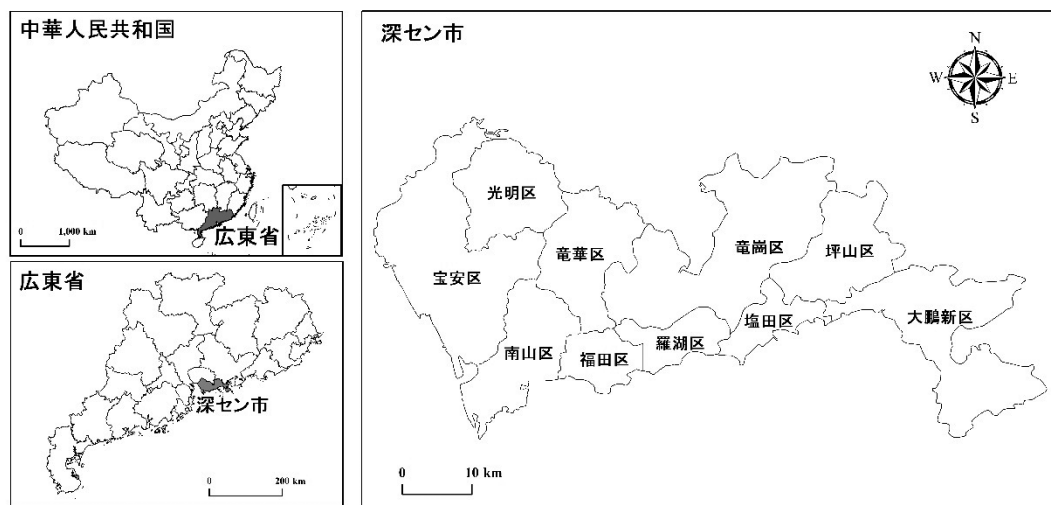 中華人民共和国
0 1,000 km
広東省
広東省
深セン市
0 200 km
深セン市
N
W E
S
光明区
宝安区
竜華区
竜崗区
坪山区
南山区
福田区
羅湖区
塩田区
大鵬新区
0 10 km